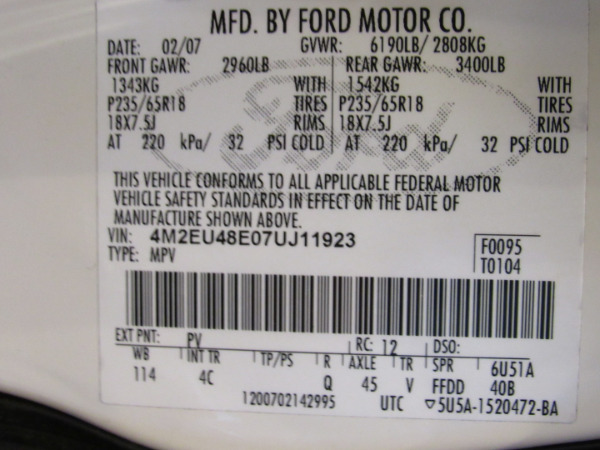 MFD. BY FORD MOTOR CO.
DATE: 02/07 GVWR: 6190LB/ 2808KG
FRONT GAWR: 2960LB REAR GAWR: 3400LB
1343KG WITH 1542KG WITH
P235/65R18 TIRES P235/65R18 TIRES
18X7.5J RIMS 18X7.5J RIMS
AT 220 kPa/ 32 PSI COLD AT 220 kPa/ 32 PSI COLD
Ford
THIS VEHICLE CONFORMS TO ALL APPLICABLE FEDERAL MOTOR
VEHICLE SAFETY STANDARDS IN EFFECT ON THE DATE OF
MANUFACTURE SHOWN ABOVE.
VIN: 4M2EU48E07UJ11923 F0095
TYPE: MPV T0104
EXT PNT: PV RC: 12 DSO:
WB INT TR TP/PS R AXLE TR SPR 6U51A
114 4C Q 45 V FFDD 40B
1200702142995 UTC ▽5U5A-1520472-BA